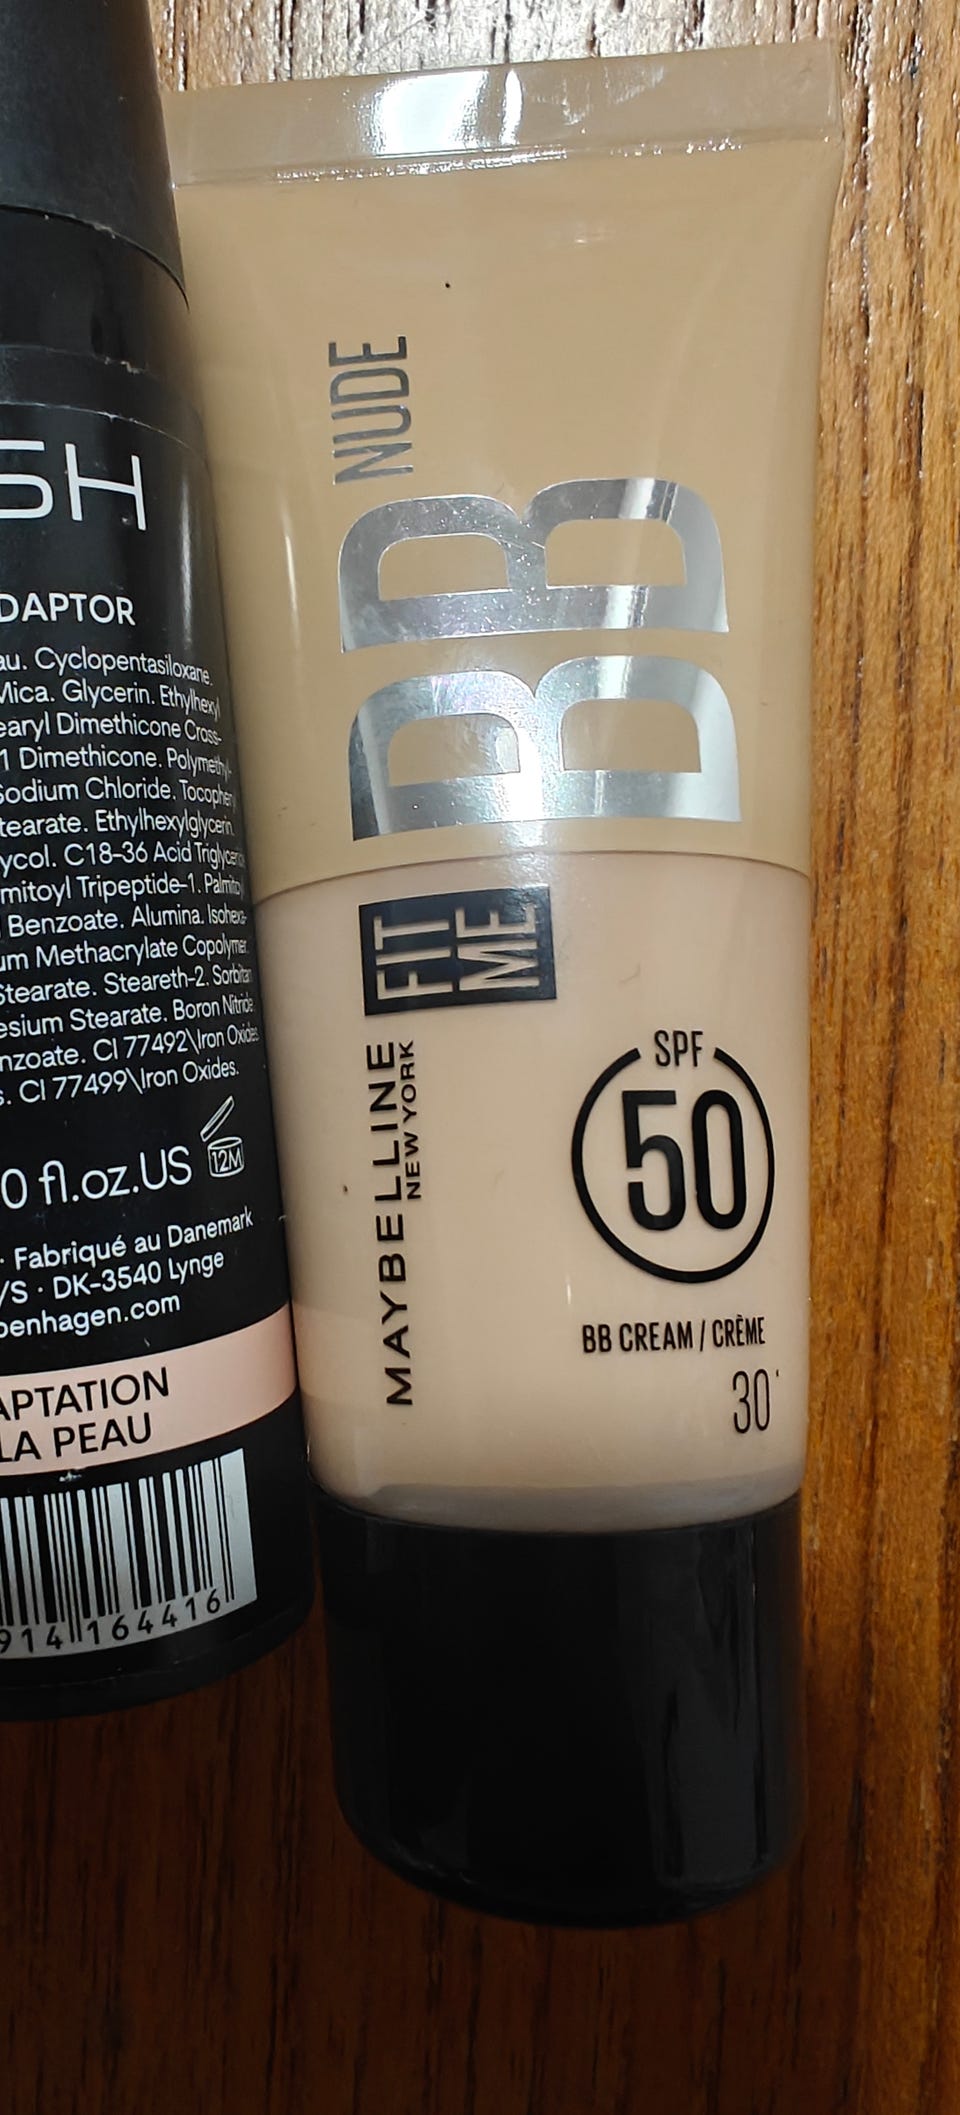 SH
DAPTOR
au. Cyclopentasiloxane.
Mica. Glycerin. Ethylhexyl
earyl Dimethicone Cross-
1 Dimethicone. Polymethyl-
Sodium Chloride. Tocopher
tearate. Ethylhexylglycerin.
ycol. C18-36 Acid Triglyceride
mitoyl Tripeptide-1. Palmitoyl
Benzoate. Alumina. Isohexa-
um Methacrylate Copolymer.
Stearate. Steareth-2. Sorbitan
esium Stearate. Boron Nitride
nzoate. CI 77492\Iron Oxides
s. CI 77499\Iron Oxides.
0 fl.oz.US
12M
· Fabriqué au Danemark
/S · DK-3540 Lynge
penhagen.com
APTATION
LA PEAU
914 164416
NUDE
BB
FIT
ME
MAYBELLINE
NEW YORK
SPF
50
BB CREAM / CRÈME
30